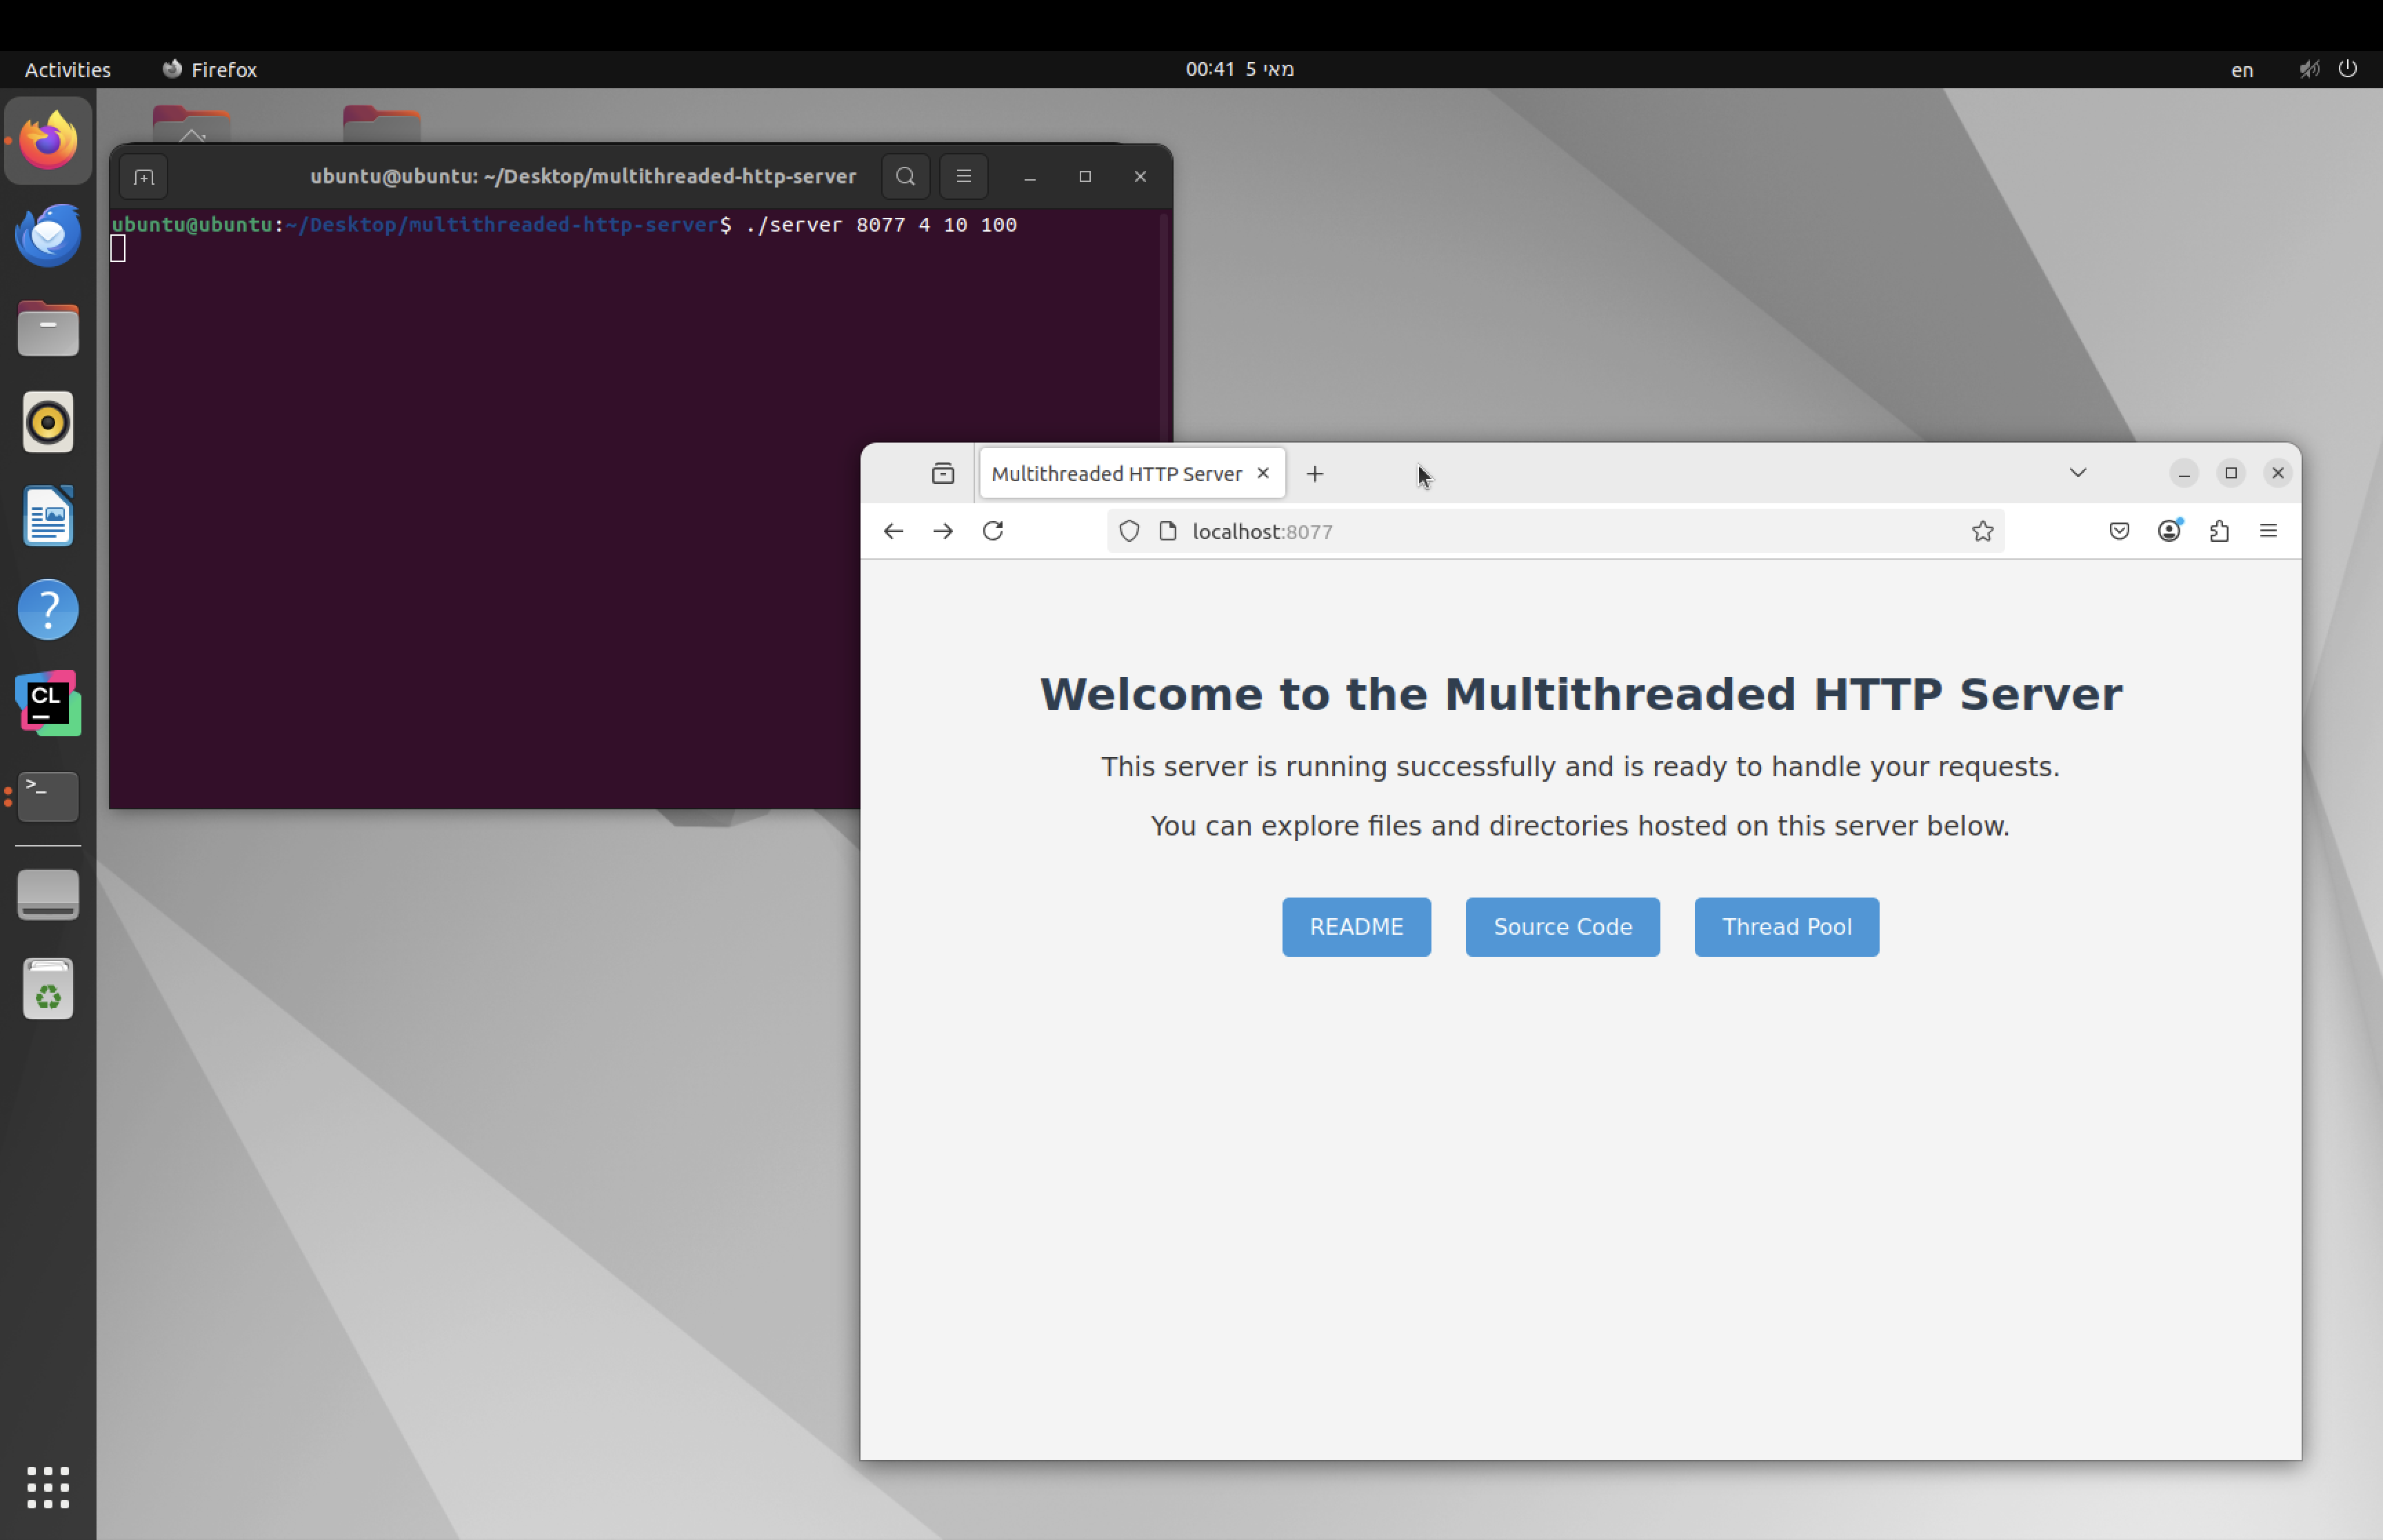 Activities
Firefox
00:41 5 מאי
en
ubuntu@ubuntu: ~/Desktop/multithreaded-http-server
ubuntu@ubuntu:~/Desktop/multithreaded-http-server$ ./server 8077 4 10 100
Multithreaded HTTP Server
localhost:8077
Welcome to the Multithreaded HTTP Server
This server is running successfully and is ready to handle your requests.
You can explore files and directories hosted on this server below.
README
Source Code
Thread Pool
?
CL
>_